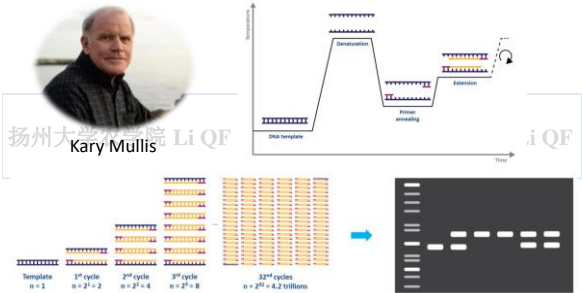 Temperature
Denaturation
Extension
Primer
annealing
DNA template
Time
扬州大学农学院 Li QF
Li QF
Kary Mullis
Template
n = 1
1st cycle
n = 2¹ = 2
2nd cycle
n = 2² = 4
3rd cycle
n = 2³ = 8
32nd cycles
n = 2³² = 4.2 trillions